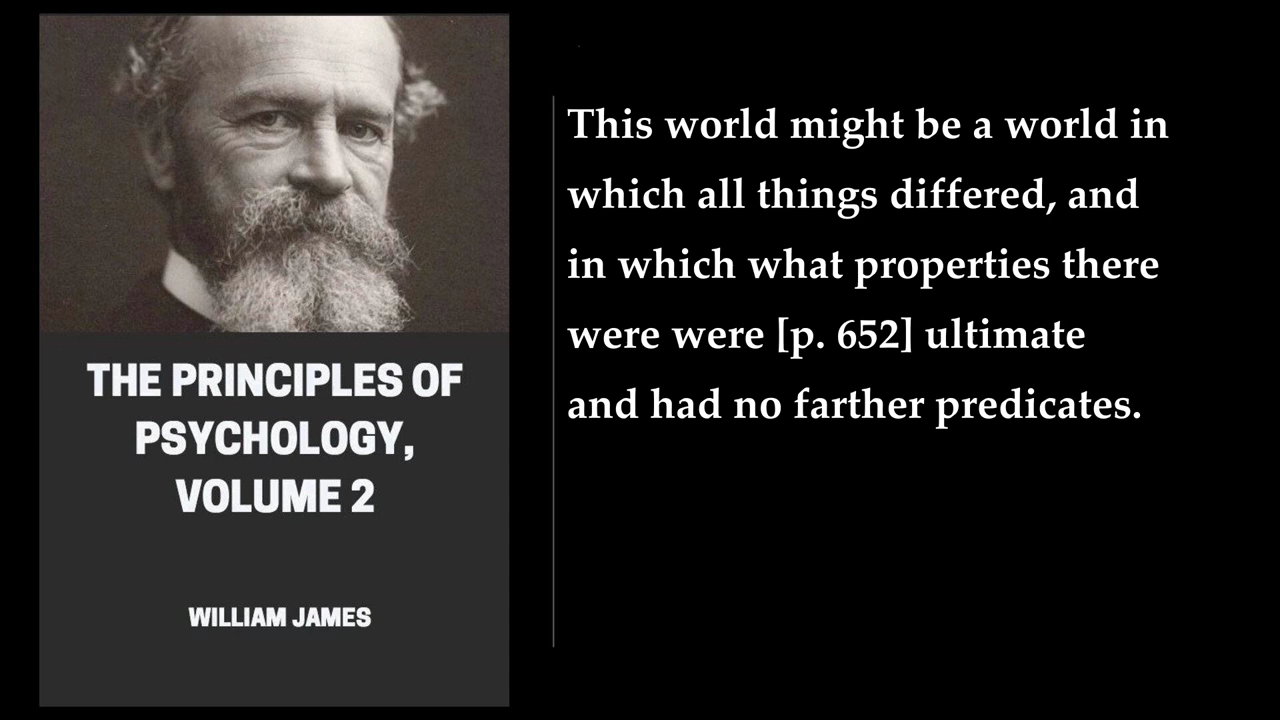 THE PRINCIPLES OF
PSYCHOLOGY,
VOLUME 2
WILLIAM JAMES
This world might be a world in
which all things differed, and
in which what properties there
were were [p. 652] ultimate
and had no farther predicates.